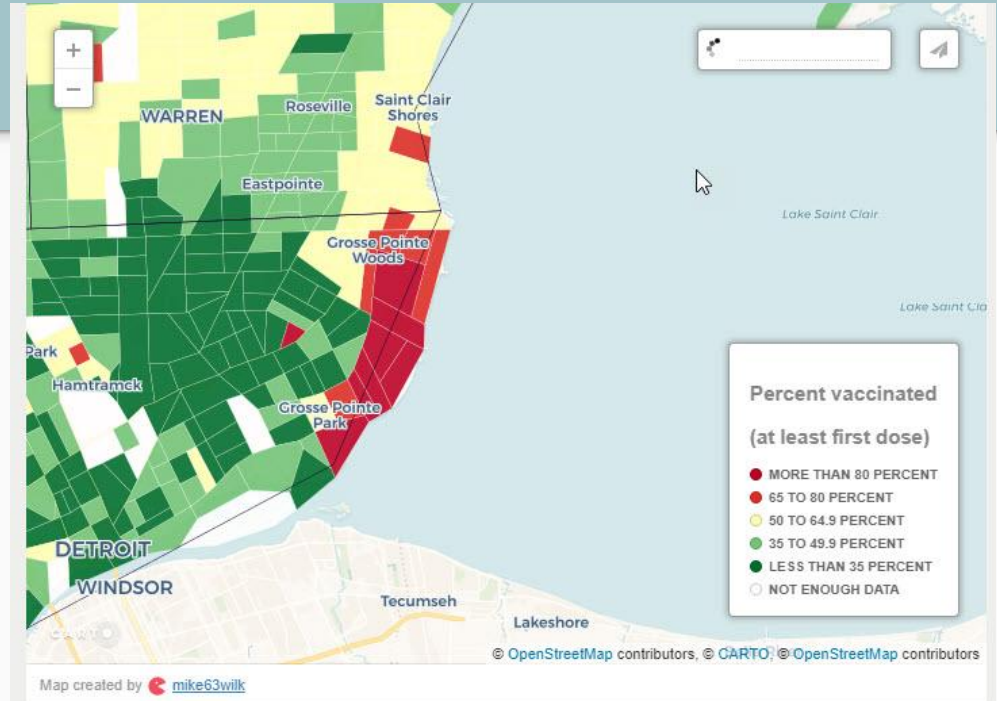 +
−
WARREN
Roseville
Saint Clair
Shores
Eastpointe
Lake Saint Clair
Grosse Pointe
Woods
Park
Hamtramck
Grosse Pointe
Park
DETROIT
WINDSOR
Tecumseh
Lakeshore
Percent vaccinated
(at least first dose)
MORE THAN 80 PERCENT
65 TO 80 PERCENT
50 TO 64.9 PERCENT
35 TO 49.9 PERCENT
LESS THAN 35 PERCENT
NOT ENOUGH DATA
Lake Saint Cla
CARTO
© OpenStreetMap contributors, © CARTO, © OpenStreetMap contributors
Map created by mike63wilk